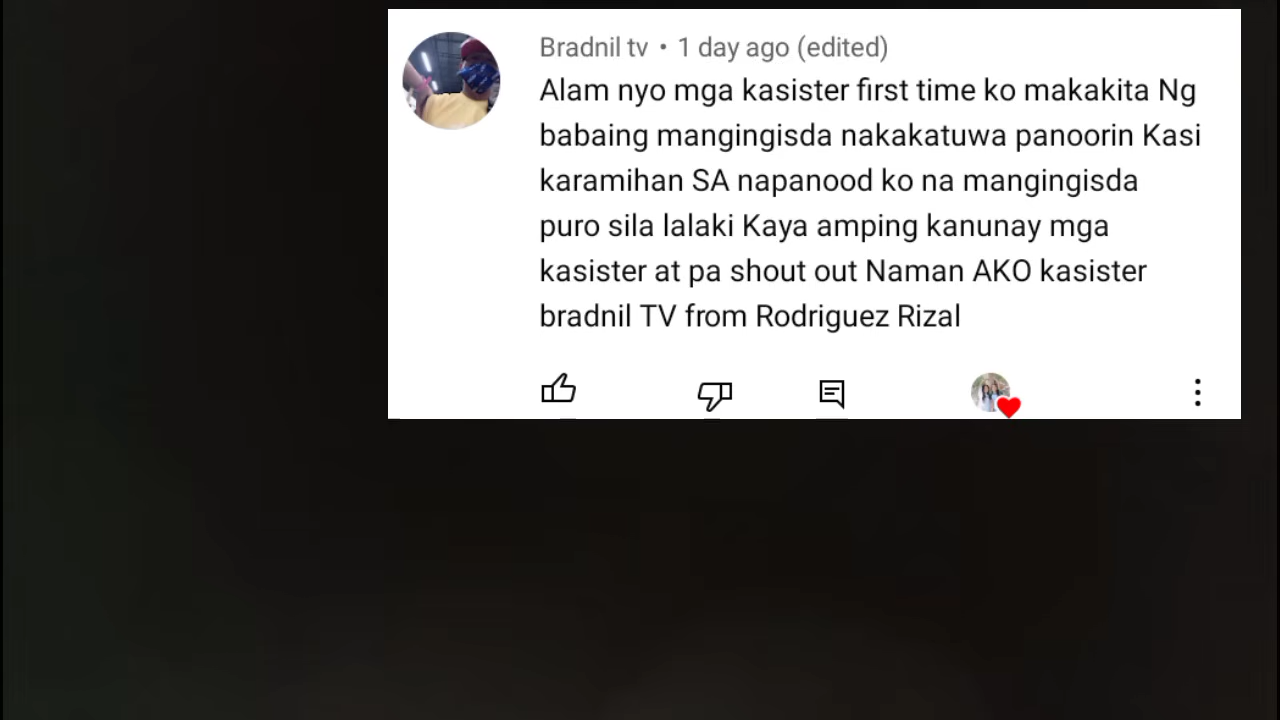 Bradnil tv • 1 day ago (edited)
Alam nyo mga kasister first time ko makakita Ng
babaing mangingisda nakakatuwa panoorin Kasi
karamihan SA napanood ko na mangingisda
puro sila lalaki Kaya amping kanunay mga
kasister at pa shout out Naman AKO kasister
bradnil TV from Rodriguez Rizal